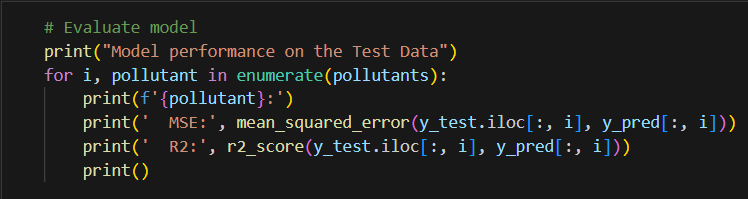 # Evaluate model
print("Model performance on the Test Data")
for i, pollutant in enumerate(pollutants):
    print(f'{pollutant}:')
    print('  MSE:', mean_squared_error(y_test.iloc[:, i], y_pred[:, i]))
    print('  R2:', r2_score(y_test.iloc[:, i], y_pred[:, i]))
    print()